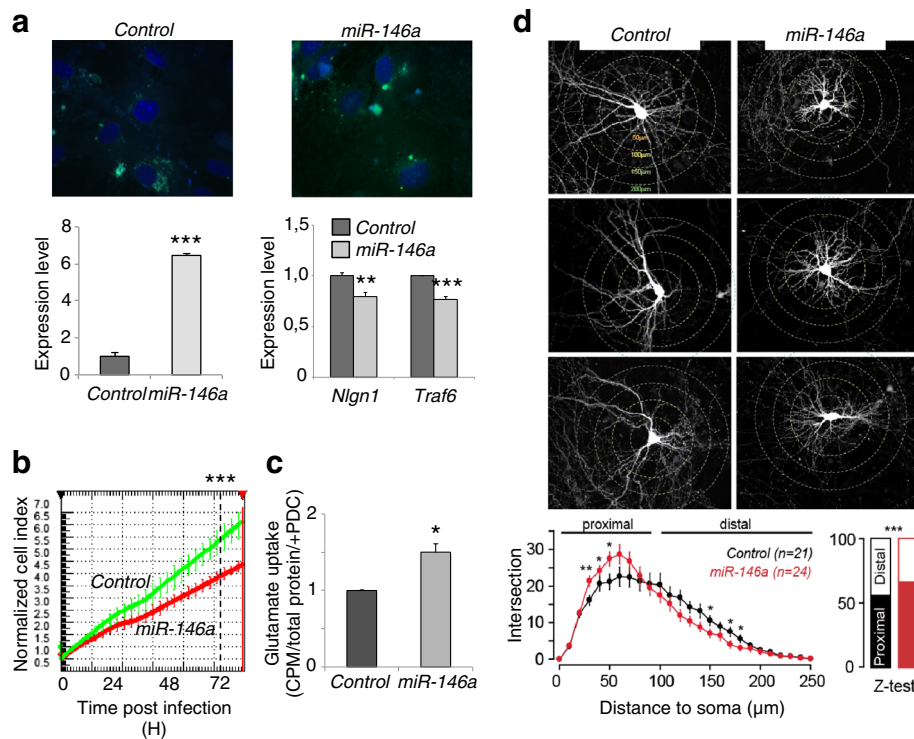 a
Control
miR-146a
Expression level
8
6
4
2
0
***
Control miR-146a
Expression level
1,5
1,0
0,5
0
Control
miR-146a
**
***
Nlgn1
Traf6
b
***
Normalized cell index
7.0
6.5
6.0
5.5
5.0
4.5
4.0
3.5
3.0
2.5
2.0
1.5
1.0
0.5
Control
miR-146a
0 24 48 72
Time post infection
(H)
c
Glutamate uptake
(CPM/total protein/+PDC)
2
1
0
*
Control miR-146a
d
Control
miR-146a
50µm
100µm
150µm
200µm
proximal
distal
Control (n=21)
miR-146a (n=24)
Intersection
30
20
10
0
**
*
*
*
*
*
0 50 100 150 200 250
Distance to soma (µm)
***
100
50
0
Distal
Proximal
Z-test